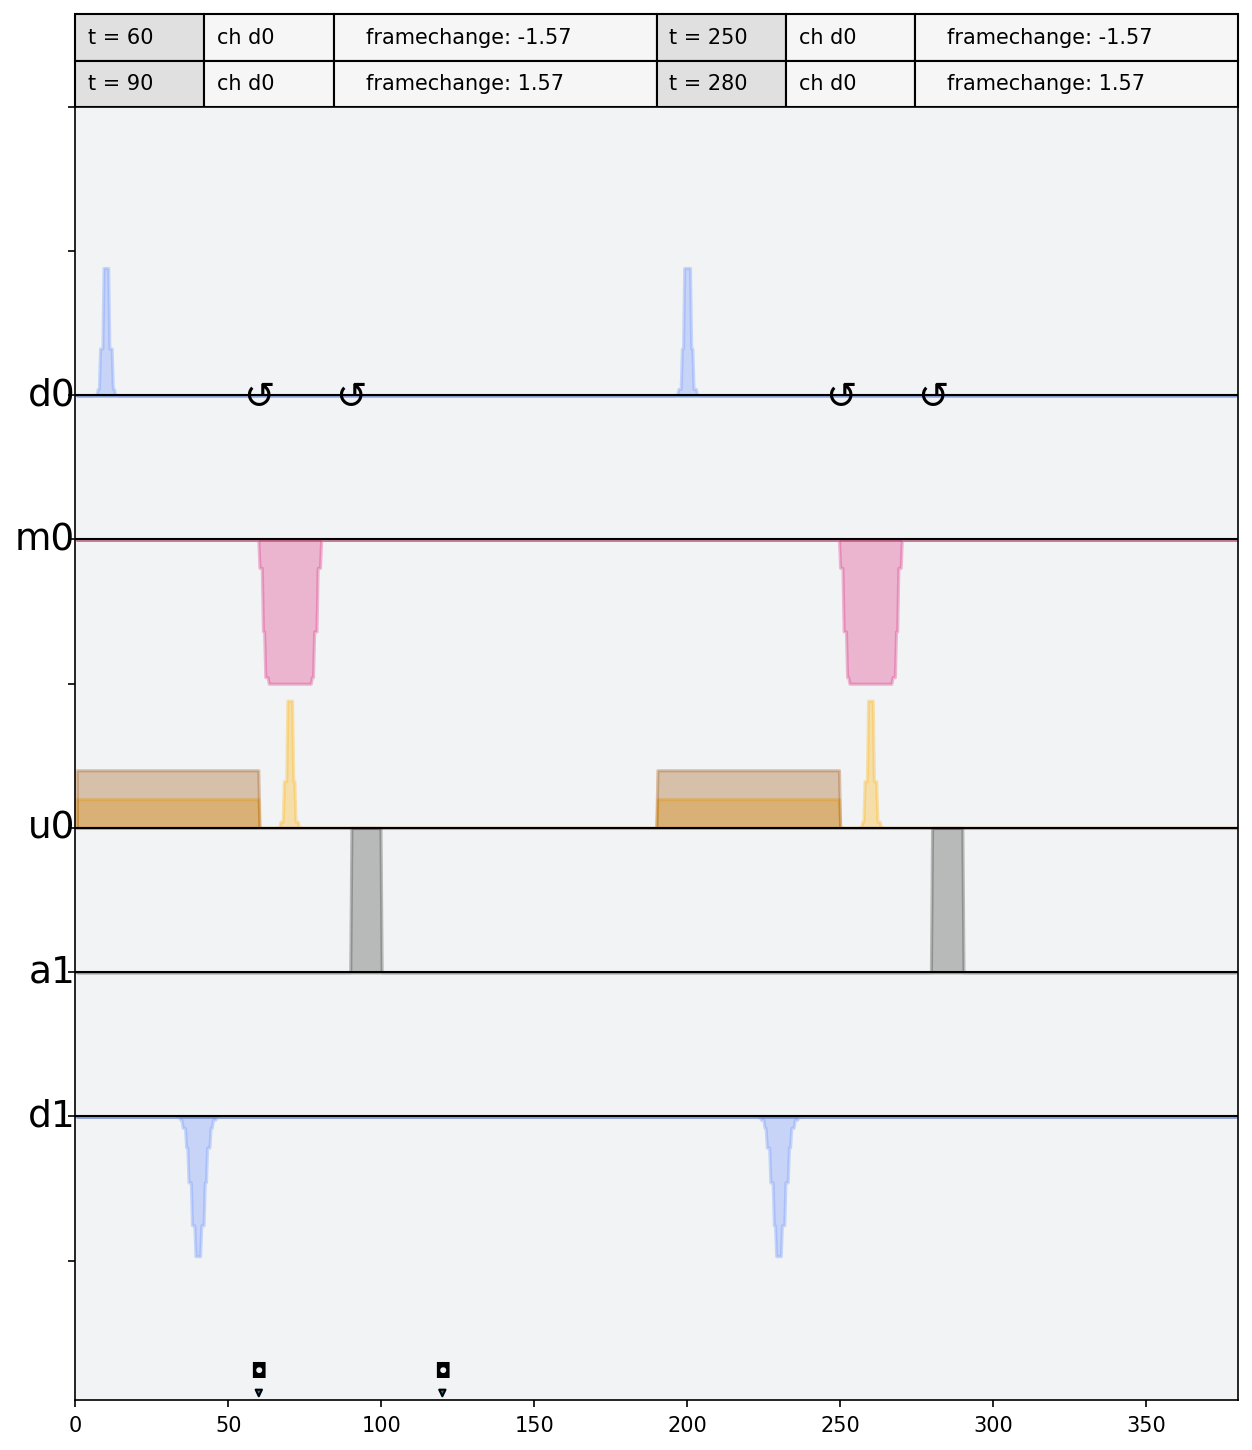 t = 60 ch d0 framechange: -1.57 t = 250 ch d0 framechange: -1.57
t = 90 ch d0 framechange: 1.57 t = 280 ch d0 framechange: 1.57
d0
m0
u0
a1
d1
0 50 100 150 200 250 300 350